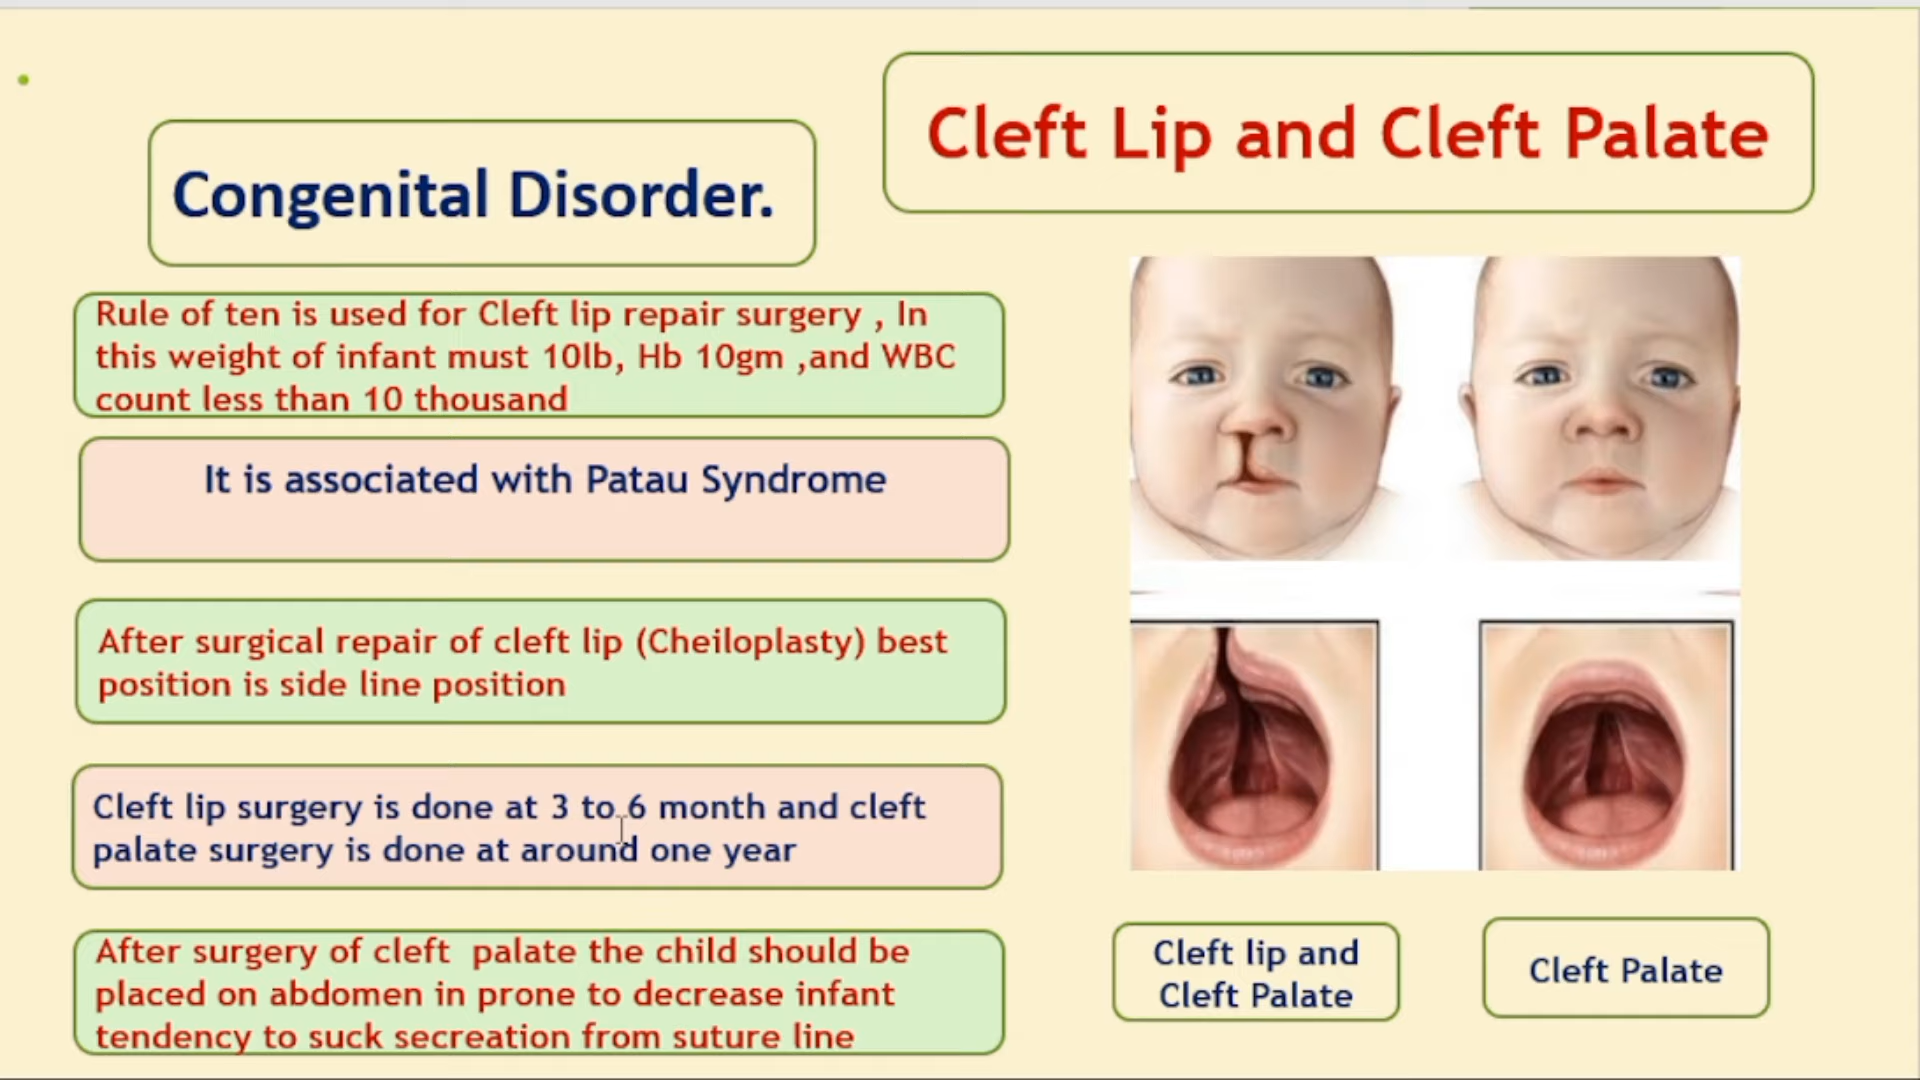 Cleft Lip and Cleft Palate
Congenital Disorder.
Rule of ten is used for Cleft lip repair surgery , In
this weight of infant must 10lb, Hb 10gm ,and WBC
count less than 10 thousand
It is associated with Patau Syndrome
After surgical repair of cleft lip (Cheiloplasty) best
position is side line position
Cleft lip surgery is done at 3 to 6 month and cleft
palate surgery is done at around one year
After surgery of cleft palate the child should be
placed on abdomen in prone to decrease infant
tendency to suck secreation from suture line
Cleft lip and
Cleft Palate
Cleft Palate